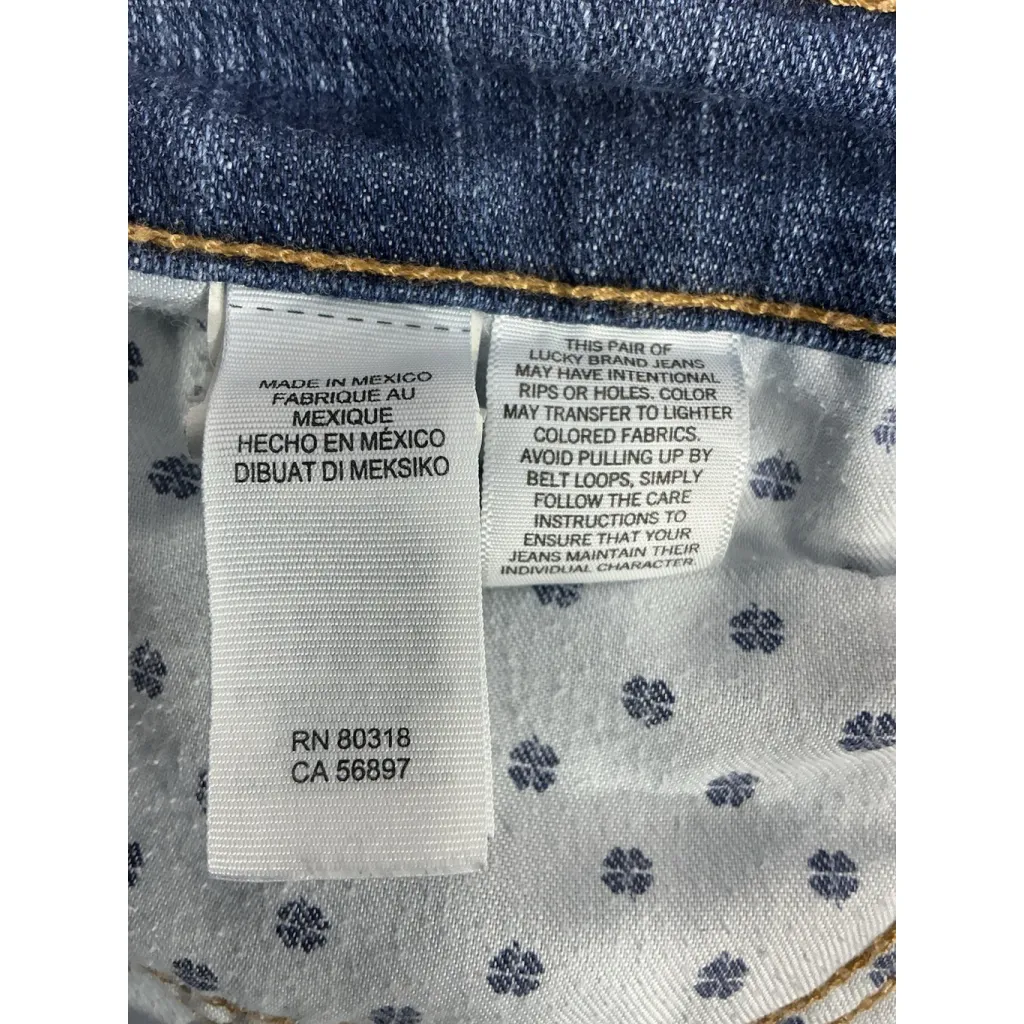 MADE IN MEXICO
FABRIQUE AU
MEXIQUE
HECHO EN MÉXICO
DIBUAT DI MEKSIKO
RN 80318
CA 56897
THIS PAIR OF
LUCKY BRAND JEANS
MAY HAVE INTENTIONAL
RIPS OR HOLES. COLOR
MAY TRANSFER TO LIGHTER
COLORED FABRICS.
AVOID PULLING UP BY
BELT LOOPS, SIMPLY
FOLLOW THE CARE
INSTRUCTIONS TO
ENSURE THAT YOUR
JEANS MAINTAIN THEIR
INDIVIDUAL CHARACTER.